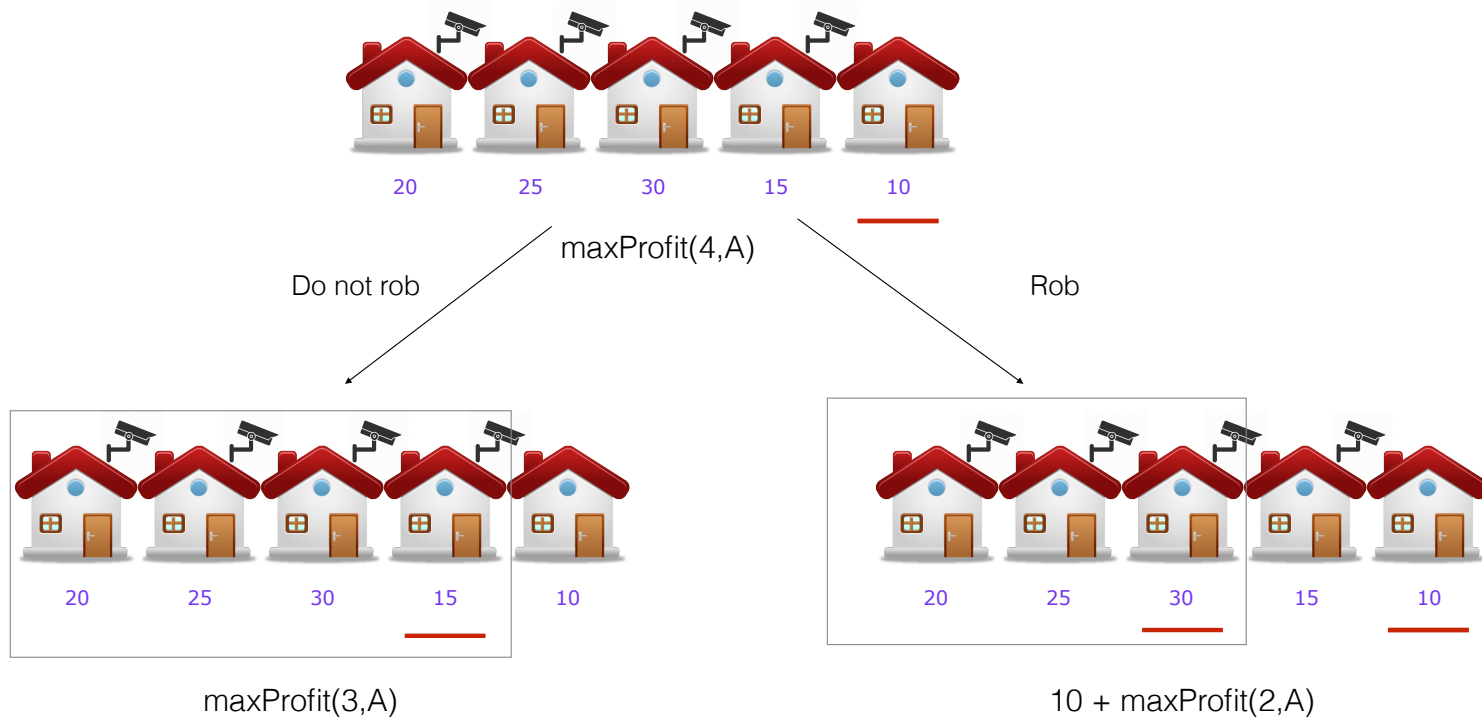 20 25 30 15 10
maxProfit(4,A)
Do not rob
Rob
20 25 30 15 10
20 25 30 15 10
maxProfit(3,A)
10 + maxProfit(2,A)